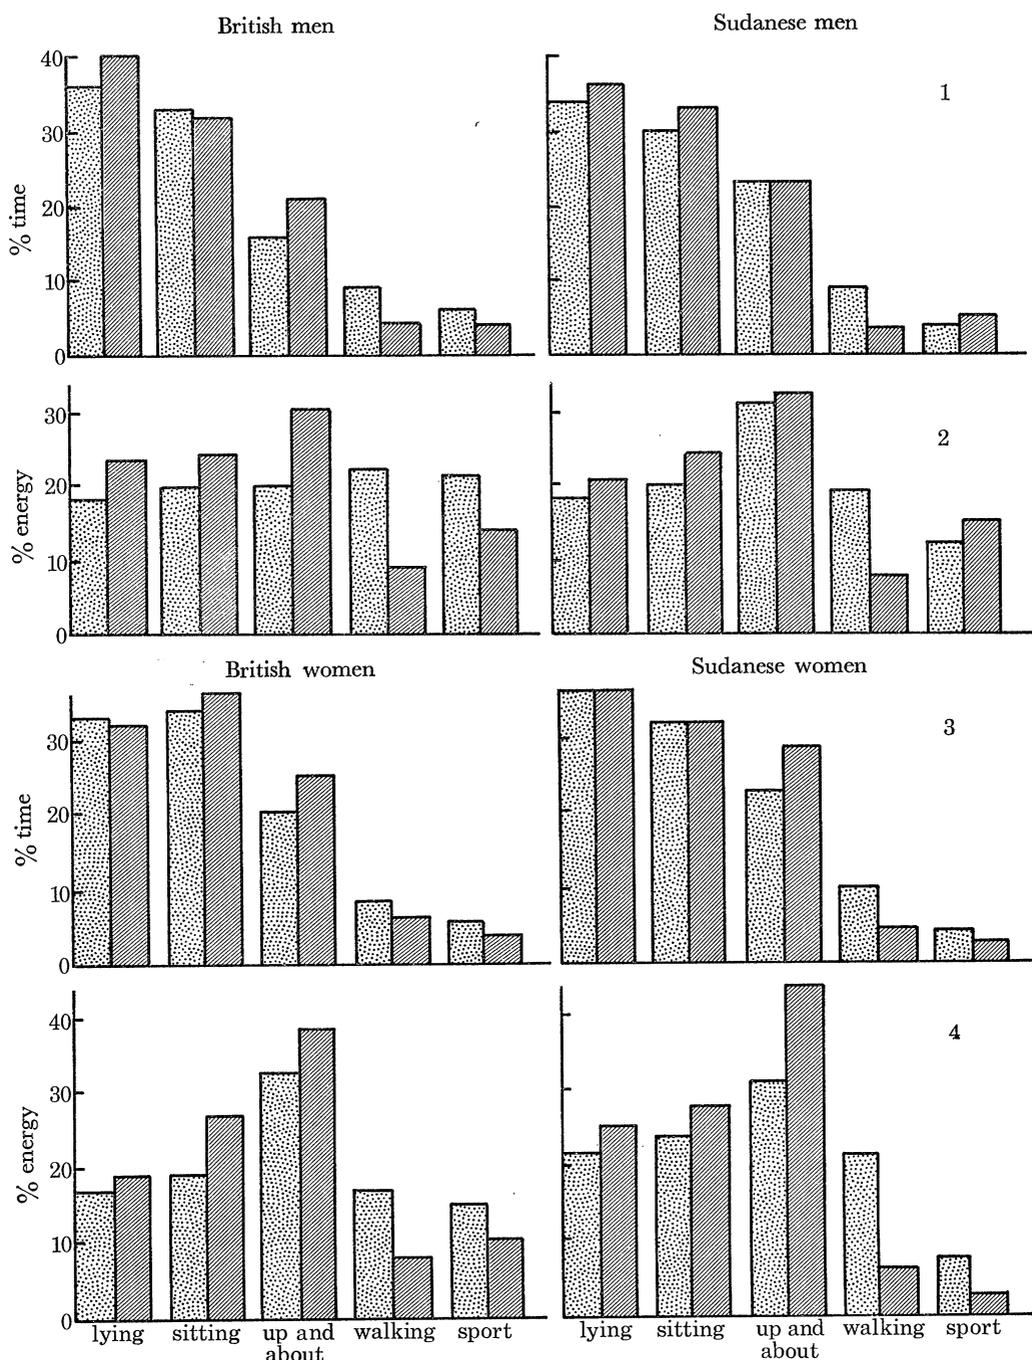 British men
Sudanese men
1
% time
40
30
20
10
0
2
% energy
30
20
10
0
British women
Sudanese women
3
% time
30
20
10
0
4
% energy
40
30
20
10
0
lying sitting up and about walking sport
lying sitting up and about walking sport